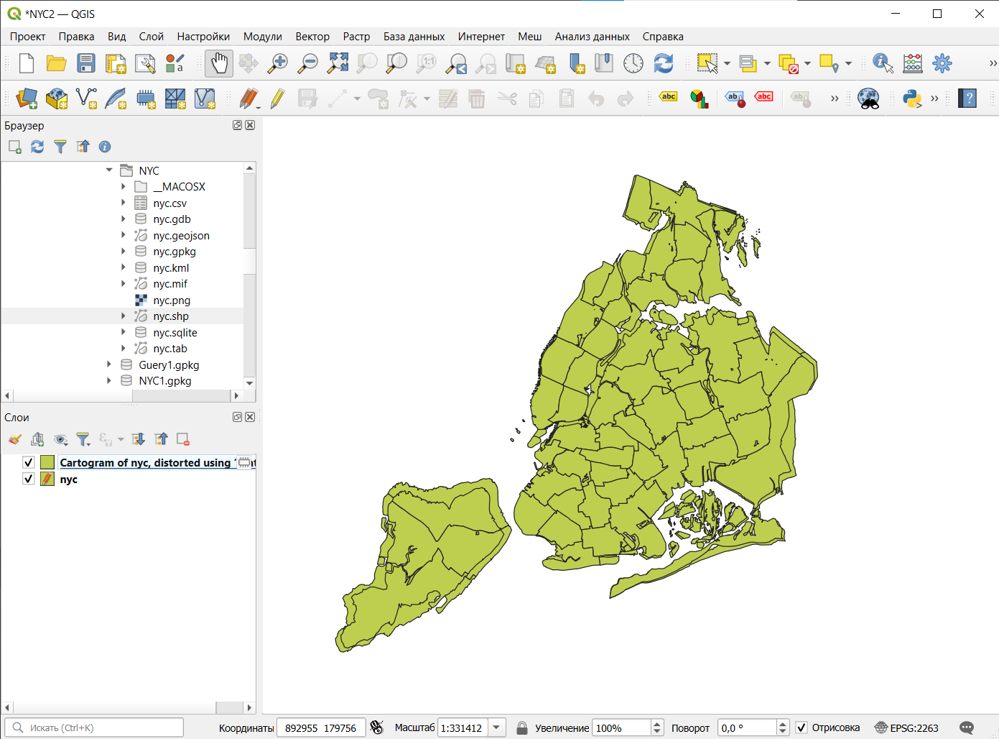 *NYC2 — QGIS
Проект Правка Вид Слой Настройки Модули Вектор Растр База данных Интернет Меш Анализ данных Справка
a
1:1
abc abc abc abc
?
Браузер
NYC
__MACOSX
nyc.csv
nyc.gdb
nyc.geojson
nyc.gpkg
nyc.kml
nyc.mif
nyc.png
nyc.shp
nyc.sqlite
nyc.tab
Guery1.gpkg
NYC1.gpkg
Слои
Cartogram of nyc, distorted using
nyc
Искать (Ctrl+K) Координаты 892955 179756 Масштаб 1:331412 Увеличение 100% Поворот 0,0 ° Отрисовка EPSG:2263